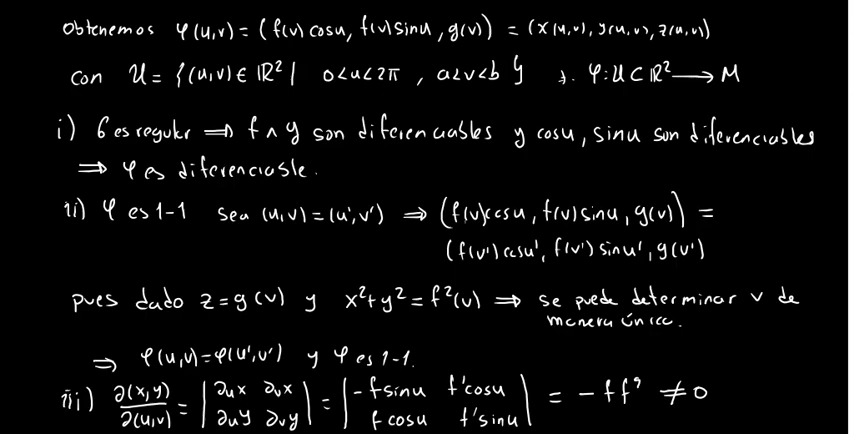 Obtenemos φ(u,v) = (f(v) cosu, f(v) sinu, g(v)) = (x(u,v), y(u,v), z(u,v))
con U = {(u,v) ∈ ℝ² | 0<u<2π , a<v<b } y φ: U ⊂ ℝ² → M
i) 6 es regular ⇒ f ∧ g son diferenciables y cosu, sinu son diferenciables
⇒ φ es diferenciable.
ii) φ es 1-1 sea (u,v) = (u',v') ⇒ (f(v)cosu, f(v)sinu, g(v)) =
(f(v')cosu', f(v')sinu', g(v'))
pues dado z = g(v) y x²+y² = f²(v) ⇒ se puede determinar v de
manera única.
⇒ φ(u,v) = φ(u',v') y φ es 1-1.
iii) ∂(x,y)/∂(u,v) = |∂ux ∂vx| = |-fsinu f'cosu| = -ff' ≠ 0
|∂uy ∂vy| |fcosu f'sinu|